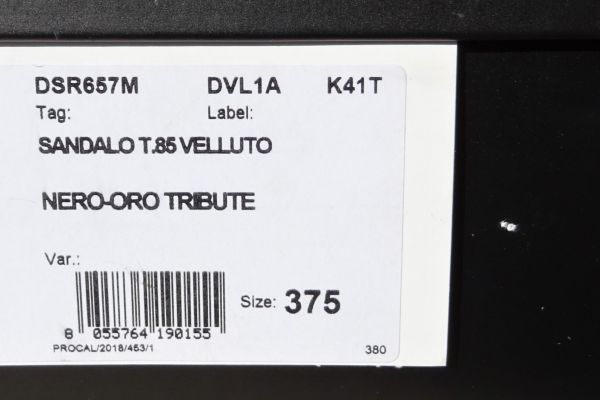 DSR657M DVL1A K41T
Tag: Label:
SANDALO T.85 VELLUTO
NERO-ORO TRIBUTE
Var.:
Size: 375
8 055764 190155
PROCAL/2018/453/1 380